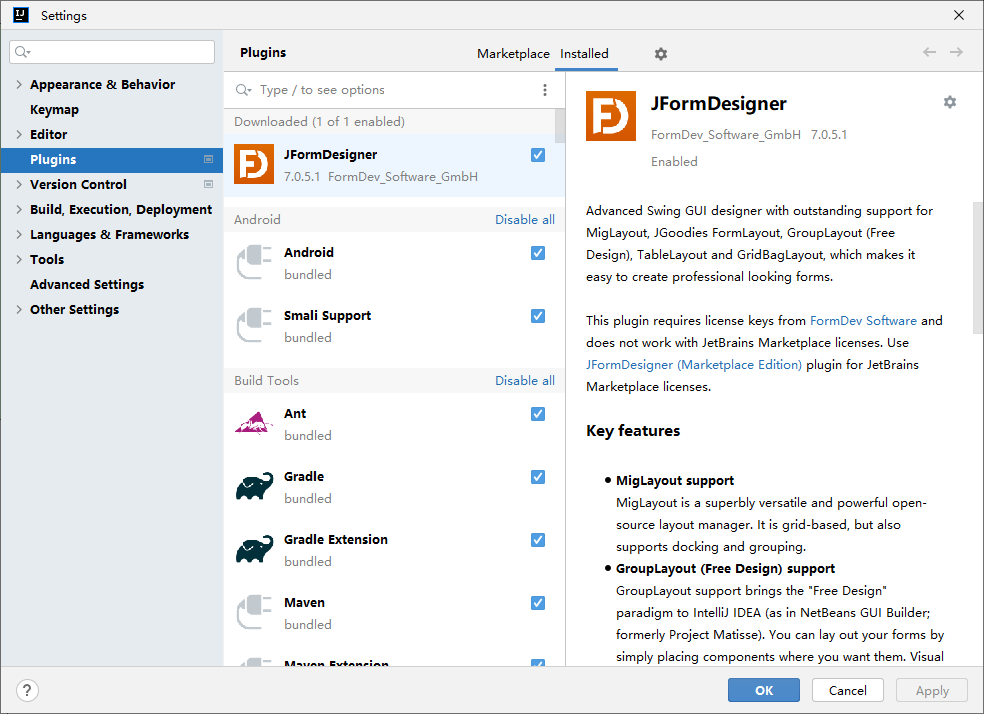 IJ
Settings
Plugins
Marketplace
Installed
Appearance & Behavior
Keymap
Editor
Plugins
Version Control
Build, Execution, Deployment
Languages & Frameworks
Tools
Advanced Settings
Other Settings
Type / to see options
Downloaded (1 of 1 enabled)
JFormDesigner
7.0.5.1 FormDev_Software_GmbH
Android
Disable all
Android
bundled
Smali Support
bundled
Build Tools
Disable all
Ant
bundled
Gradle
bundled
Gradle Extension
bundled
Maven
bundled
Maven Extension
JFormDesigner
FormDev_Software_GmbH 7.0.5.1
Enabled
Advanced Swing GUI designer with outstanding support for
MigLayout, JGoodies FormLayout, GroupLayout (Free
Design), TableLayout and GridBagLayout, which makes it
easy to create professional looking forms.
This plugin requires license keys from FormDev Software and
does not work with JetBrains Marketplace licenses. Use
JFormDesigner (Marketplace Edition) plugin for JetBrains
Marketplace licenses.
Key features
MigLayout support
MigLayout is a superbly versatile and powerful open-
source layout manager. It is grid-based, but also
supports docking and grouping.
GroupLayout (Free Design) support
GroupLayout support brings the "Free Design"
paradigm to IntelliJ IDEA (as in NetBeans GUI Builder;
formerly Project Matisse). You can lay out your forms by
simply placing components where you want them. Visual
?
OK
Cancel
Apply